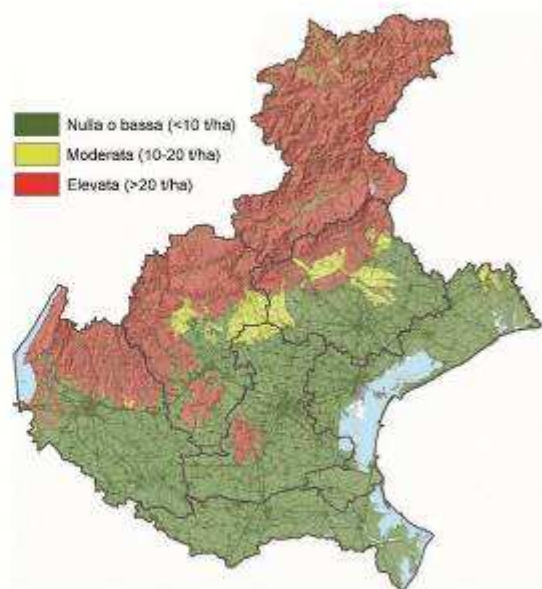 Nulla o bassa (<10 t/ha)
Moderata (10-20 t/ha)
Elevata (>20 t/ha)